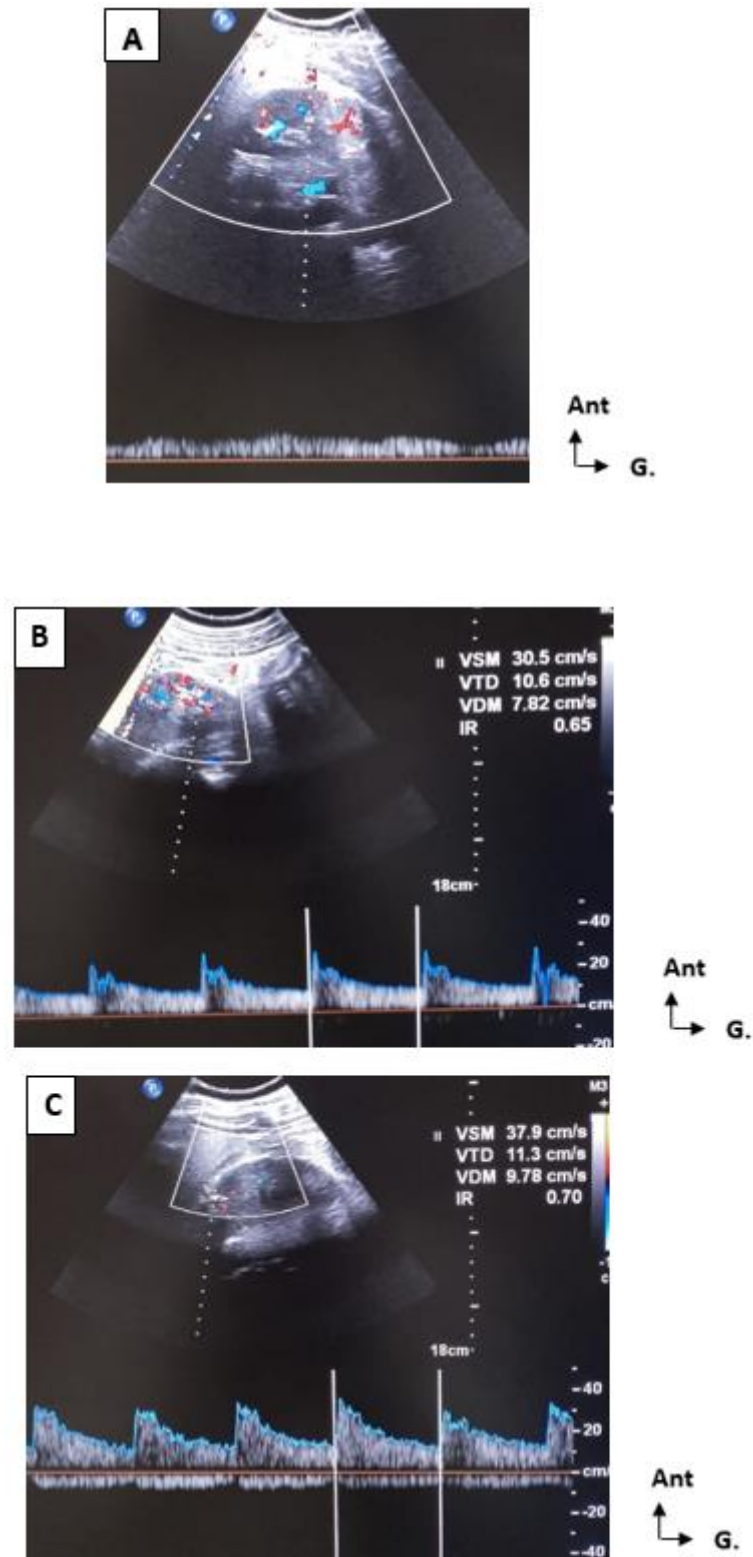 A
Ant
G.
B
VSM 30.5 cm/s
VTD 10.6 cm/s
VDM 7.82 cm/s
IR 0.65
18cm
40
20
cm
-20
Ant
G.
C
M3
+
VSM 37.9 cm/s
VTD 11.3 cm/s
VDM 9.78 cm/s
IR 0.70
18cm
40
20
cm/
-20
-40
Ant
G.